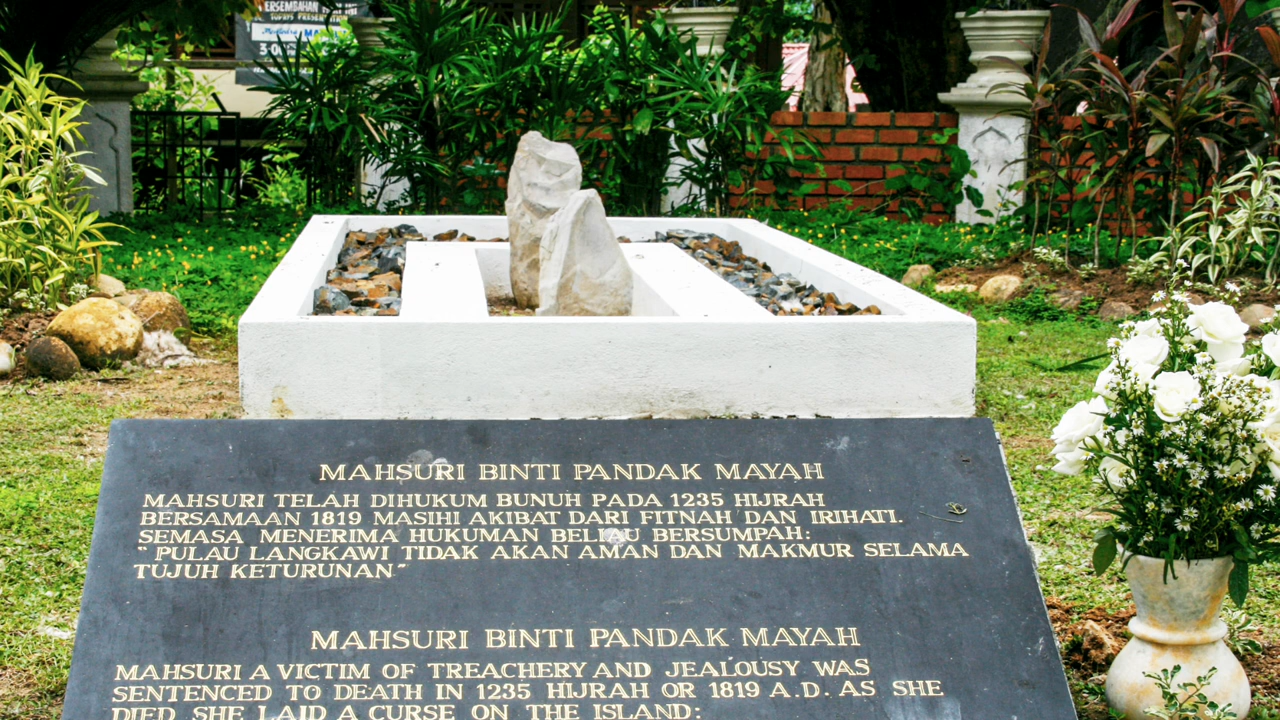 MAHSURI BINTI PANDAK MAYAH
MAHSURI TELAH DIHUKUM BUNUH PADA 1235 HIJRAH
BERSAMAAN 1819 MASIHI AKIBAT DARI FITNAH DAN IRIHATI.
SEMASA MENERIMA HUKUMAN BELIAU BERSUMPAH:
" PULAU LANGKAWI TIDAK AKAN AMAN DAN MAKMUR SELAMA
TUJUH KETURUNAN."
MAHSURI BINTI PANDAK MAYAH
MAHSURI A VICTIM OF TREACHERY AND JEALOUSY WAS
SENTENCED TO DEATH IN 1235 HIJRAH OR 1819 A.D. AS SHE
DIED SHE LAID A CURSE ON THE ISLAND: